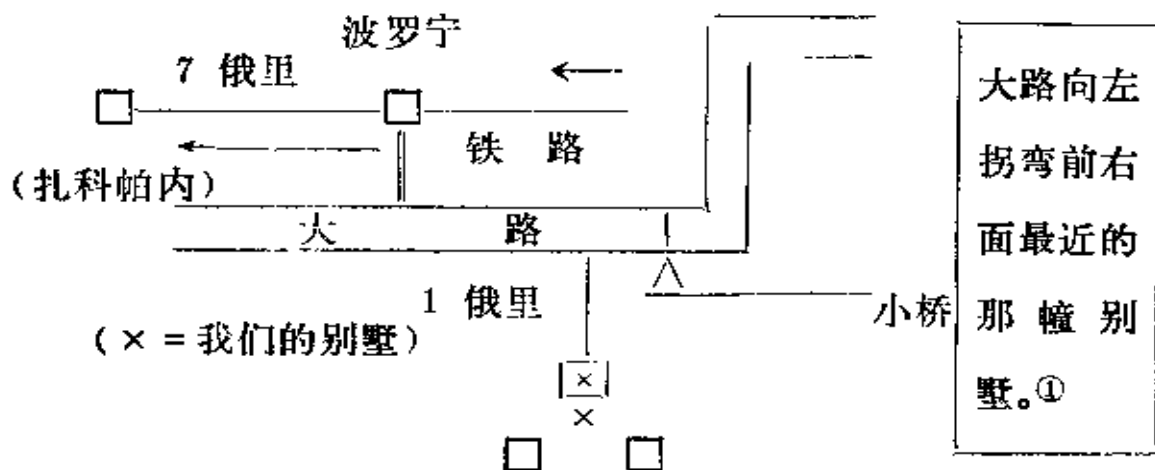 波罗宁
7 俄里
铁 路
(扎科帕内)
大 路
1 俄里
小桥
(×=我们的别墅)
×
×
大路向左
拐弯前右
面最近的
那幢别
墅。①